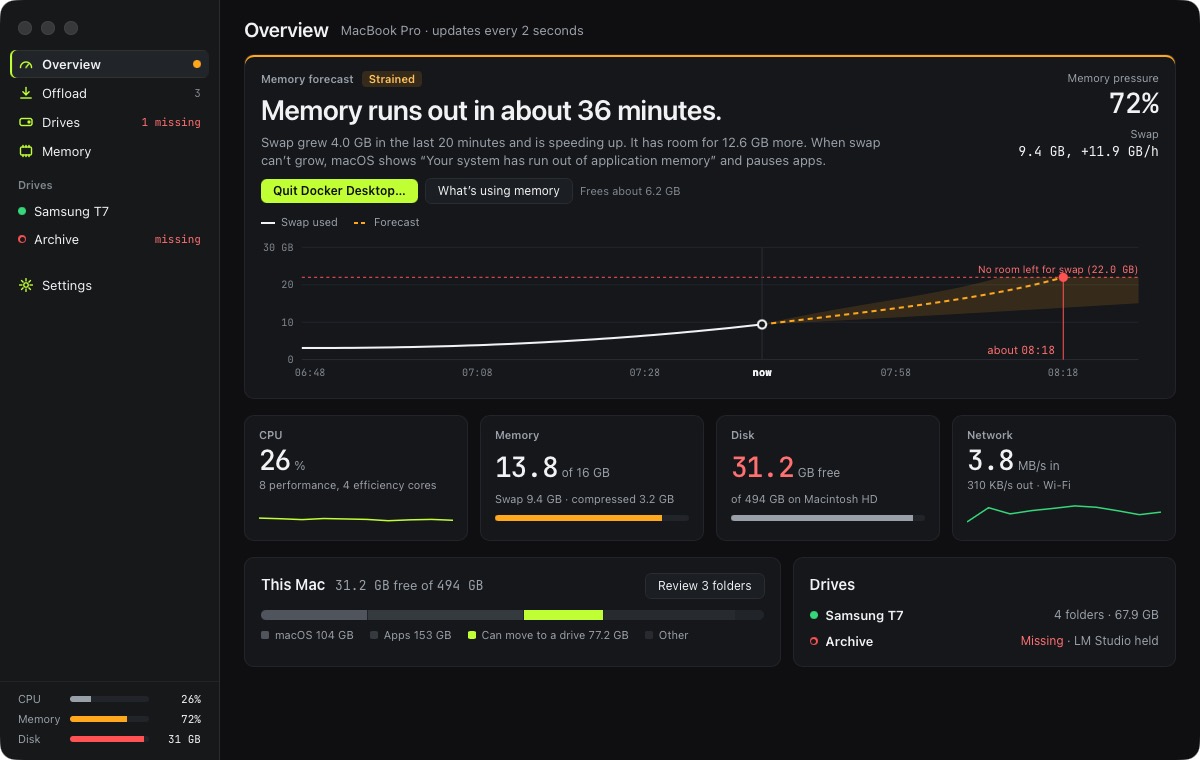 Overview
Offload 3
Drives 1 missing
Memory
Drives
Samsung T7
Archive missing
Settings
CPU 26%
Memory 72%
Disk 31 GB
Overview MacBook Pro · updates every 2 seconds
Memory forecast Strained
Memory runs out in about 36 minutes.
Swap grew 4.0 GB in the last 20 minutes and is speeding up. It has room for 12.6 GB more. When swap
can’t grow, macOS shows “Your system has run out of application memory” and pauses apps.
Quit Docker Desktop... What’s using memory Frees about 6.2 GB
Memory pressure
72%
Swap
9.4 GB, +11.9 GB/h
Swap used Forecast
30 GB
No room left for swap (22.0 GB)
20
10
about 08:18
0
06:48 07:08 07:28 now 07:58 08:18
CPU
26 %
8 performance, 4 efficiency cores
Memory
13.8 of 16 GB
Swap 9.4 GB · compressed 3.2 GB
Disk
31.2 GB free
of 494 GB on Macintosh HD
Network
3.8 MB/s in
310 KB/s out · Wi-Fi
This Mac 31.2 GB free of 494 GB Review 3 folders
macOS 104 GB Apps 153 GB Can move to a drive 77.2 GB Other
Drives
Samsung T7 4 folders · 67.9 GB
Archive Missing · LM Studio held